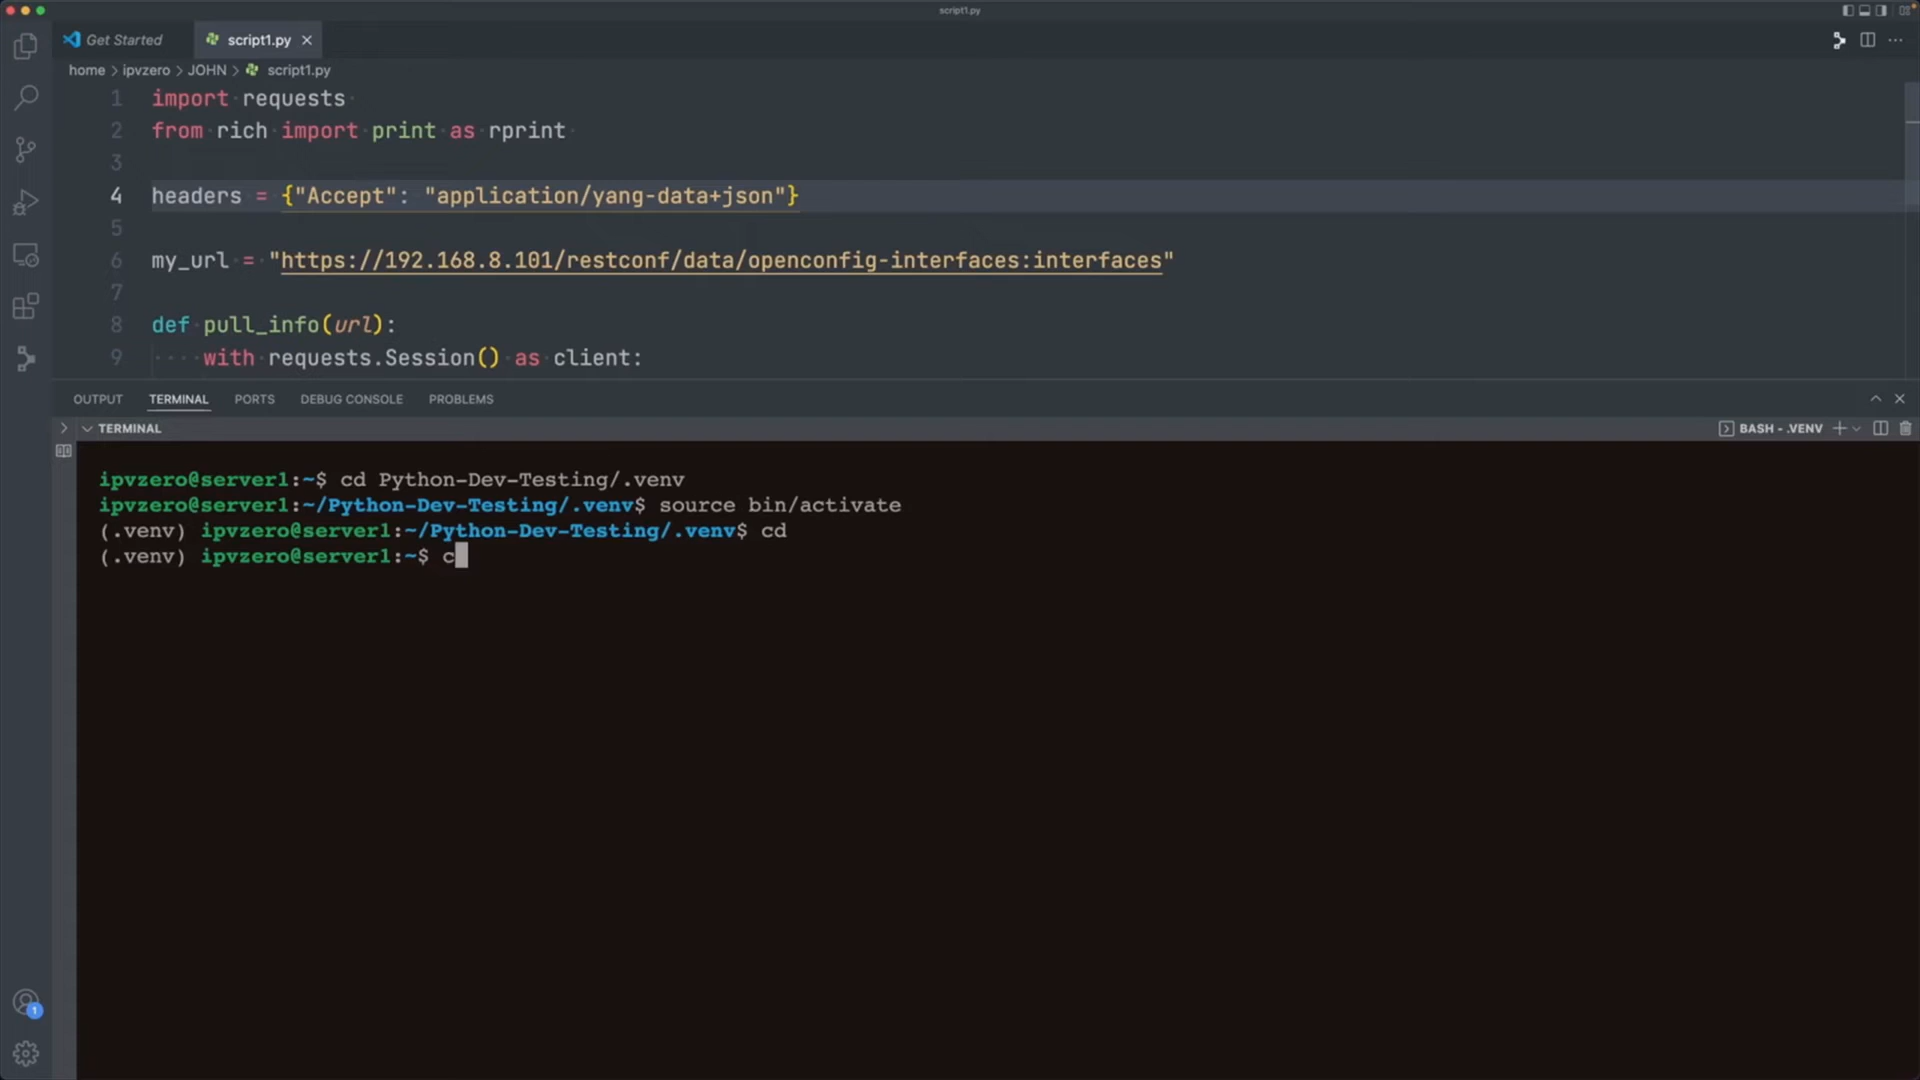 script1.py
Get Started
script1.py
home > ipvzero > JOHN > script1.py
1 import requests
2 from rich import print as rprint
3
4 headers = {"Accept": "application/yang-data+json"}
5
6 my_url = "https://192.168.8.101/restconf/data/openconfig-interfaces:interfaces"
7
8 def pull_info(url):
9 with requests.Session() as client:
OUTPUT TERMINAL PORTS DEBUG CONSOLE PROBLEMS
TERMINAL
BASH - .VENV
ipvzero@server1:~$ cd Python-Dev-Testing/.venv
ipvzero@server1:~/Python-Dev-Testing/.venv$ source bin/activate
(.venv) ipvzero@server1:~/Python-Dev-Testing/.venv$ cd
(.venv) ipvzero@server1:~$ c
1